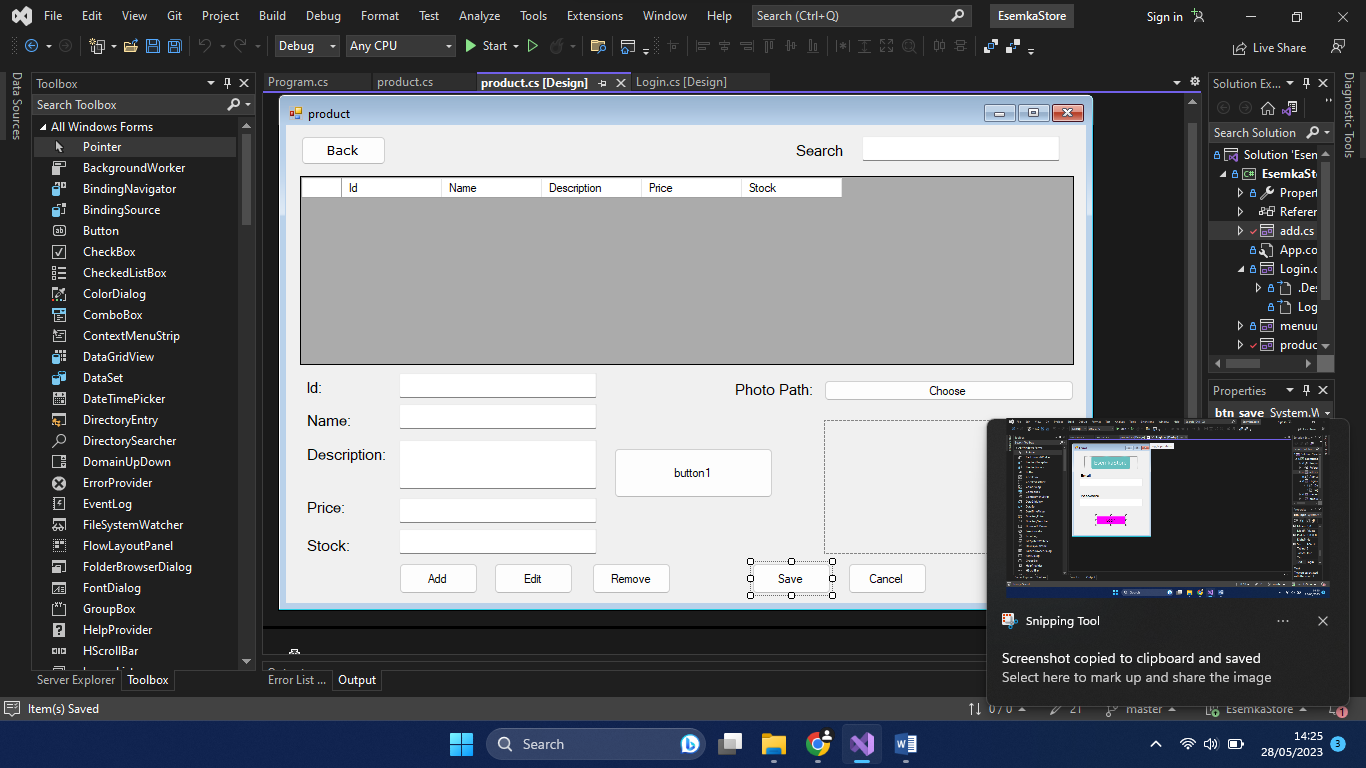 File Edit View Git Project Build Debug Format Test Analyze Tools Extensions Window Help Search (Ctrl+Q) EsemkaStore Sign in
Debug Any CPU Start Live Share
Data Sources
Toolbox
Search Toolbox
All Windows Forms
Pointer
BackgroundWorker
BindingNavigator
BindingSource
Button
CheckBox
CheckedListBox
ColorDialog
ComboBox
ContextMenuStrip
DataGridView
DataSet
DateTimePicker
DirectoryEntry
DirectorySearcher
DomainUpDown
ErrorProvider
EventLog
FileSystemWatcher
FlowLayoutPanel
FolderBrowserDialog
FontDialog
GroupBox
HelpProvider
HScrollBar
Server Explorer Toolbox
Program.cs product.cs product.cs [Design] Login.cs [Design]
product
Back Search
Id Name Description Price Stock
Id: Photo Path: Choose
Name:
Description:
button1
Price:
Stock:
Add Edit Remove Save Cancel
Error List ... Output
Solution Ex...
Search Solution
Solution 'Esen
EsemkaSto
Proper
Referer
add.cs
App.co
Login.c
.Des
Log
menuu
produc
Properties
btn_save System.W
Diagnostic Tools
EsemkaStore
Snipping Tool
Screenshot copied to clipboard and saved
Select here to mark up and share the image
Item(s) Saved 0 / 0 21 master EsemkaStore 1
Search
14:25
28/05/2023 3